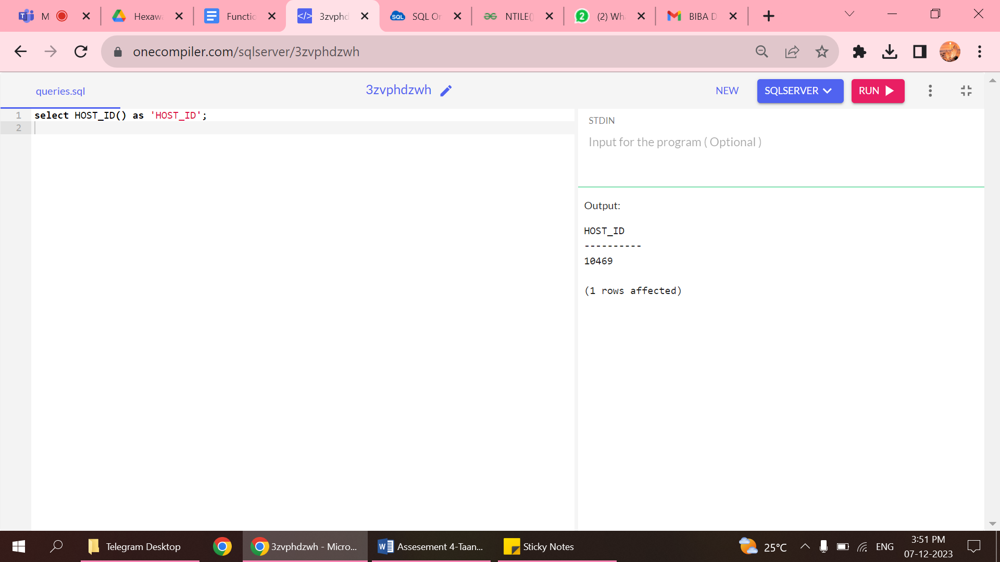 M
Hexaw
Functio
3zvphd
SQL Or
NTILE()
(2) Wh
BIBA D
onecompiler.com/sqlserver/3zvphdzwh
queries.sql
3zvphdzwh
NEW
SQLSERVER
RUN
1 select HOST_ID() as 'HOST_ID';
2
STDIN
Input for the program ( Optional )
Output:
HOST_ID
----------
10469
(1 rows affected)
Telegram Desktop
3zvphdzwh - Micro...
Assesement 4-Taan...
Sticky Notes
25°C
ENG
3:51 PM
07-12-2023